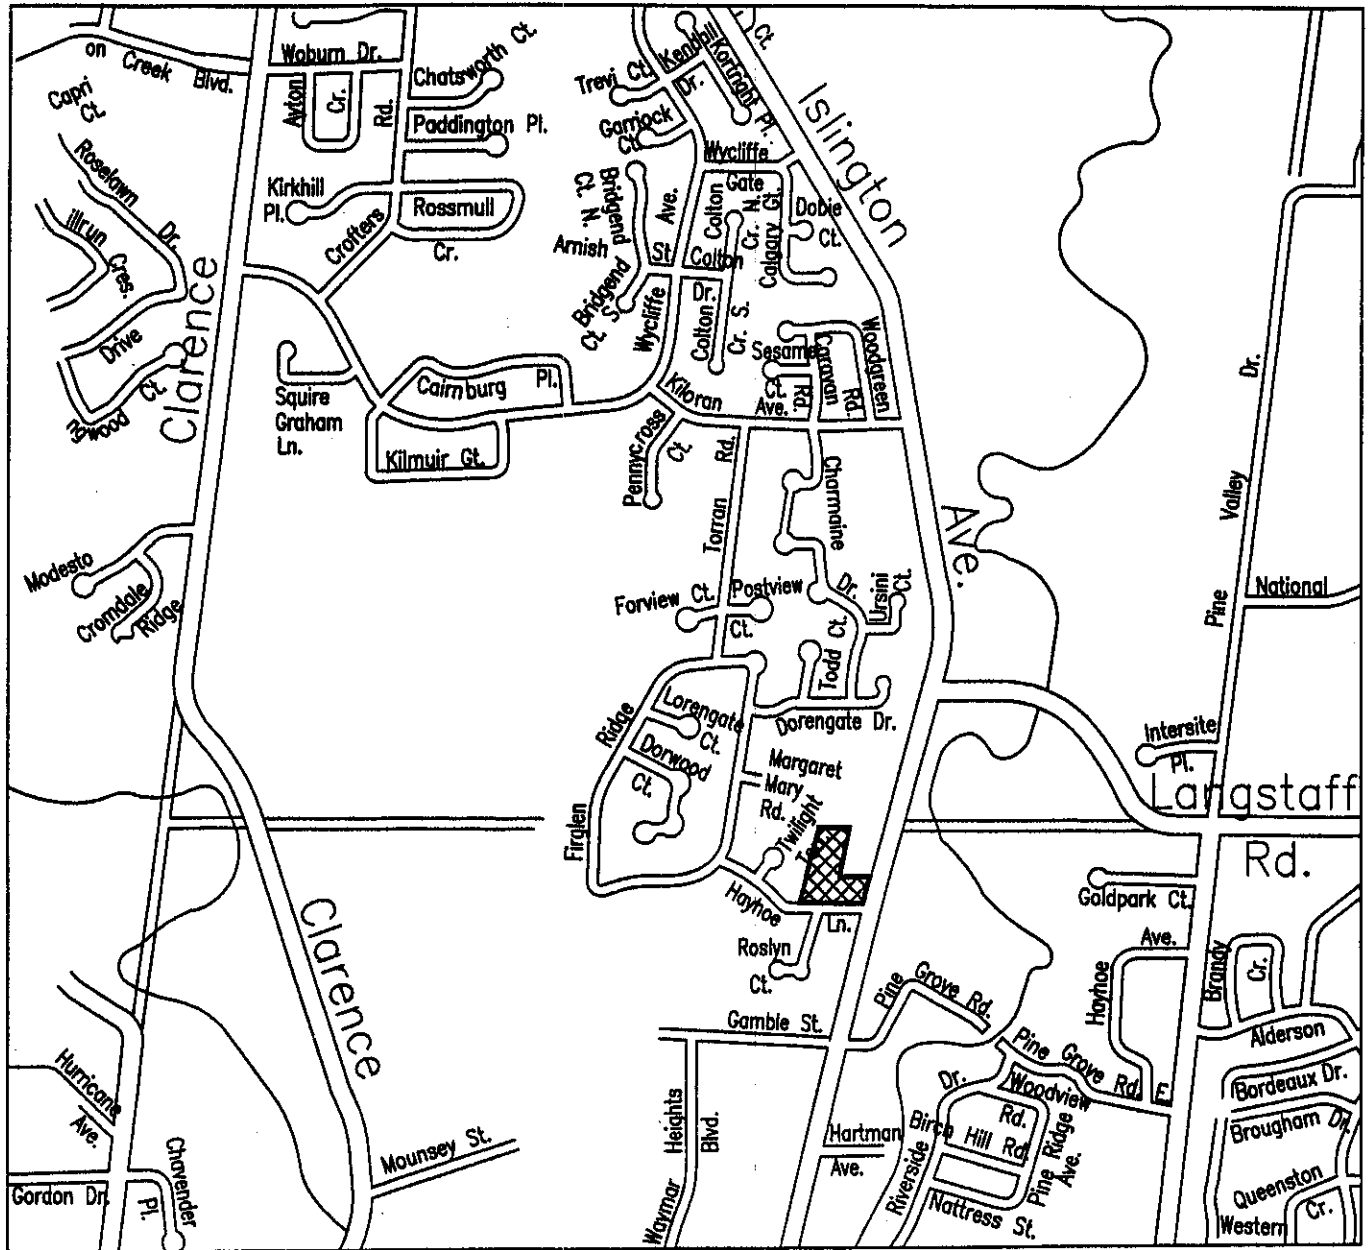 on Creek Blvd.
Woburn Dr.
Ayton Cr.
Rd.
Chatsworth Ct.
Paddington Pl.
Capri Ct.
Roselawn Dr.
Cres.
Drive
Ct.
Kirkhill Pl.
Rossmull Cr.
Crofters
Clarence
Squire
Graham
Ln.
Cairnburg Pl.
Kilmuir Gt.
Trevi Ct.
Kendall Dr.
Kortright Pl.
Ct.
Garriock Ct.
Islington
Wycliffe
Gate
Bridgend Ct. N.
Amish St.
Bridgend Ct. S.
Wycliffe Ave.
Colton Cr. N.
Calgary Gt.
Dobie Ct.
Colton Dr.
Colton Cr. S.
Sesame Ct.
Caravan Rd.
Woodgreen Rd.
Kiloran Ave.
Pennycross Ct.
Torran Rd.
Charmaine Dr.
Ave.
Modesto
Cromdale Ridge
Forview Ct.
Postview Ct.
Ursini Ct.
Todd Ct.
Dorengate Dr.
Firglen Ridge
Lorengate Ct.
Dorwood Ct.
Margaret
Mary
Rd.
Twilight
Hayhoe Ln.
Roslyn
Ct.
Pine Valley Dr.
National
Intersite
Pl.
Langstaff
Rd.
Goldpark Ct.
Hayhoe Ave.
Brandy Cr.
Alderson
Bordeaux Dr.
Brougham Dr.
Queenston Cr.
Western
Clarence
Pine Grove Rd.
Gamble St.
Pine Grove Rd. E.
Woodview Rd.
Riverside Dr.
Birch Hill Rd.
Pine Ridge Ave.
Nattress St.
Hartman
Ave.
Waymar Heights Blvd.
Mounsey St.
Hurricane Ave.
Gordon Dr.
Chavender Pl.